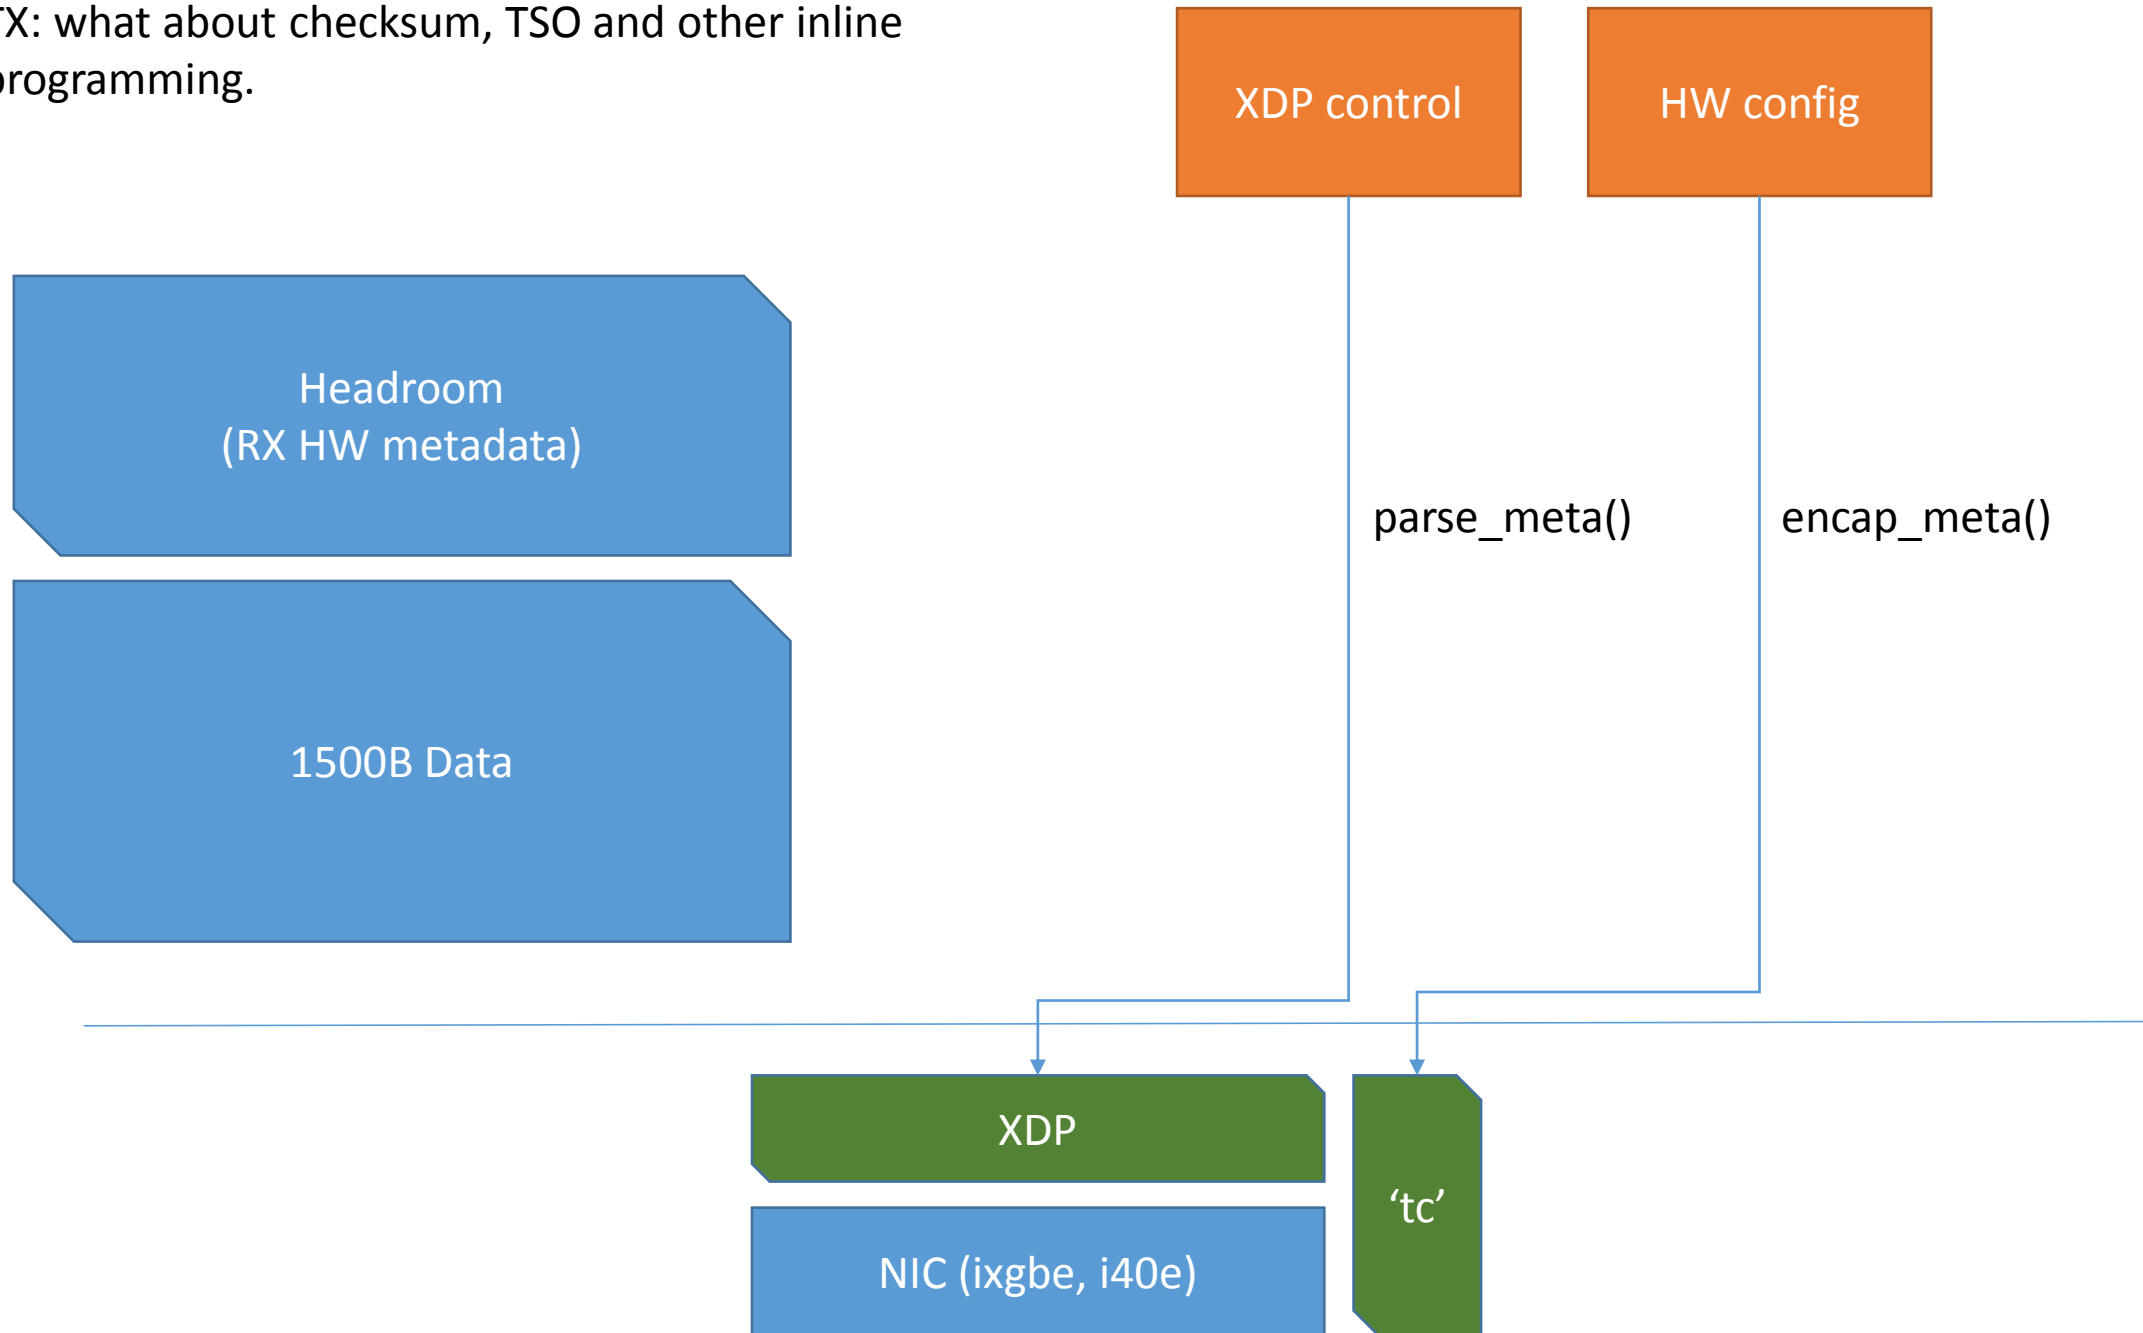 TX: what about checksum, TSO and other inline
programming.
XDP control
HW config
Headroom
(RX HW metadata)
parse_meta()
encap_meta()
1500B Data
XDP
‘tc’
NIC (ixgbe, i40e)